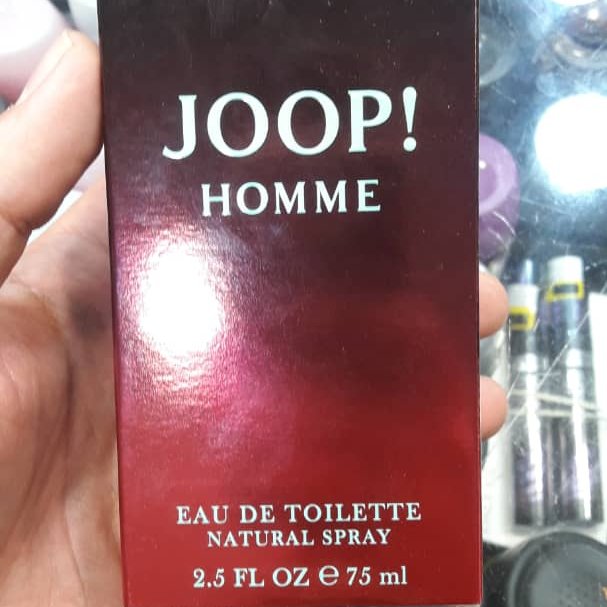 JOOP!
HOMME
EAU DE TOILETTE
NATURAL SPRAY
2.5 FL OZ ℮ 75 ml